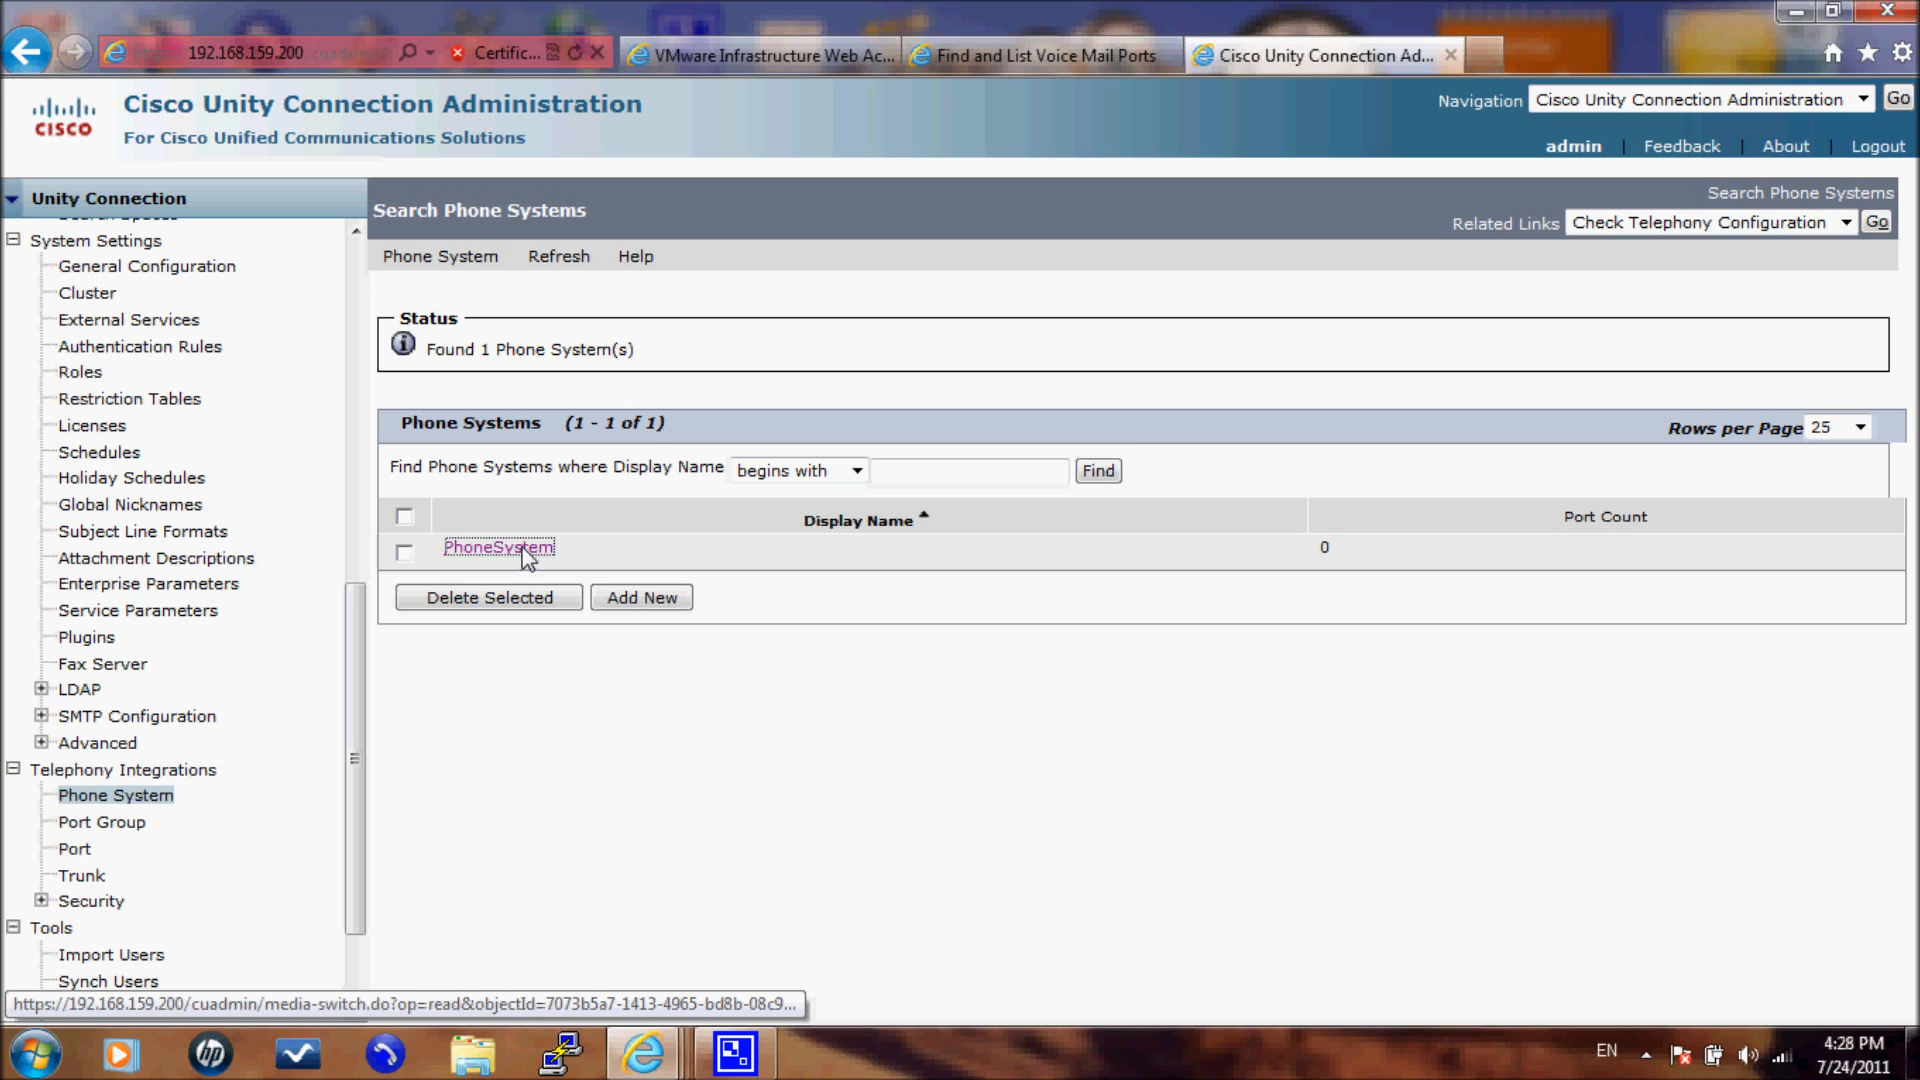 192.168.159.200
Certific...
VMware Infrastructure Web Ac...
Find and List Voice Mail Ports
Cisco Unity Connection Ad...
CISCO
Cisco Unity Connection Administration
For Cisco Unified Communications Solutions
Navigation Cisco Unity Connection Administration Go
admin | Feedback | About | Logout
Unity Connection
System Settings
General Configuration
Cluster
External Services
Authentication Rules
Roles
Restriction Tables
Licenses
Schedules
Holiday Schedules
Global Nicknames
Subject Line Formats
Attachment Descriptions
Enterprise Parameters
Service Parameters
Plugins
Fax Server
LDAP
SMTP Configuration
Advanced
Telephony Integrations
Phone System
Port Group
Port
Trunk
Security
Tools
Import Users
Synch Users
Search Phone Systems
Search Phone Systems
Related Links Check Telephony Configuration Go
Phone System Refresh Help
Status
Found 1 Phone System(s)
Phone Systems (1 - 1 of 1)
Rows per Page 25
Find Phone Systems where Display Name begins with Find
Display Name Port Count
PhoneSystem 0
Delete Selected Add New
https://192.168.159.200/cuadmin/media-switch.do?op=read&objectId=7073b5a7-1413-4965-bd8b-08c9...
hp
EN
4:28 PM
7/24/2011